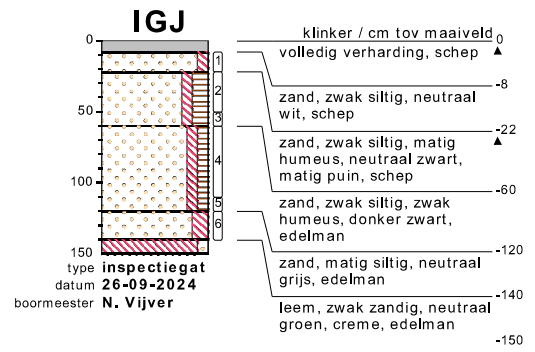 IGJ
klinker / cm tov maaiveld 0
0
volledig verharding, schep
1
-8
zand, zwak siltig, neutraal
wit, schep
2
-22
50
3
zand, zwak siltig, matig
humeus, neutraal zwart,
matig puin, schep
4
-60
100
5
zand, zwak siltig, zwak
humeus, donker zwart,
edelman
6
-120
zand, matig siltig, neutraal
grijs, edelman
150
-140
leem, zwak zandig, neutraal
groen, creme, edelman
-150
type inspectiegat
datum 26-09-2024
boormeester N. Vijver